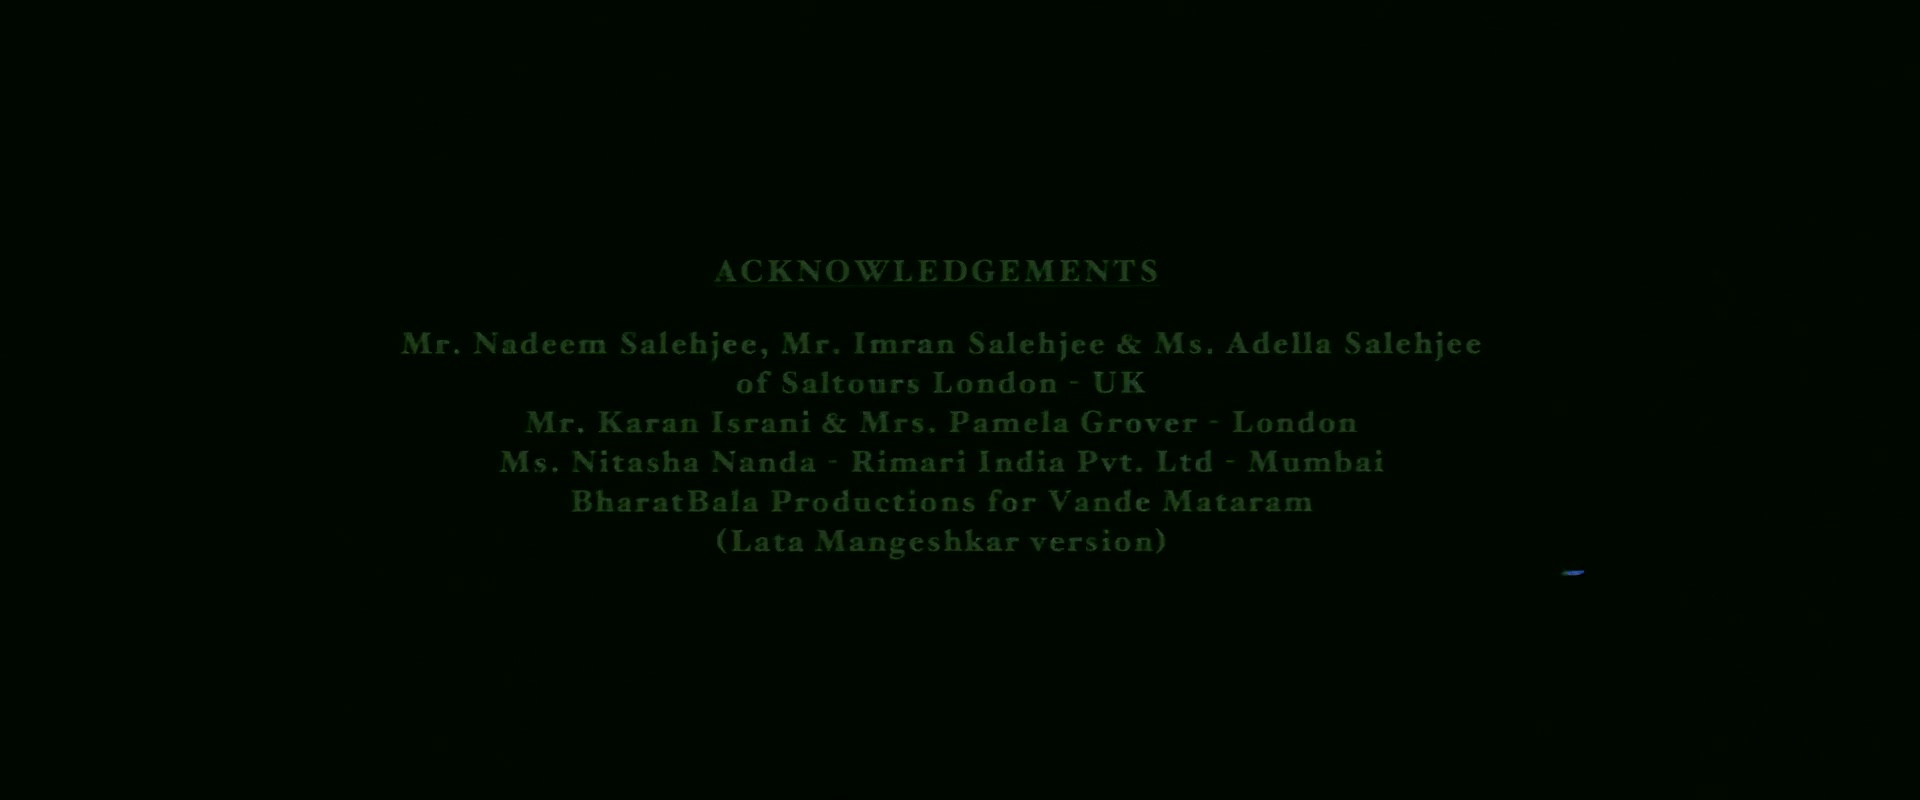 ACKNOWLEDGEMENTS
Mr. Nadeem Salehjee, Mr. Imran Salehjee & Ms. Adella Salehjee
of Saltours London - UK
Mr. Karan Israni & Mrs. Pamela Grover - London
Ms. Nitasha Nanda - Rimari India Pvt. Ltd - Mumbai
BharatBala Productions for Vande Mataram
(Lata Mangeshkar version)